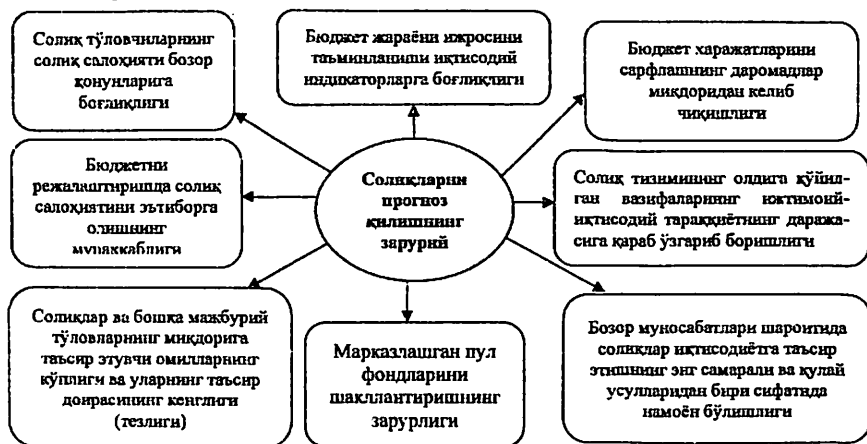 Солиқ тўловчиларнинг
солиқ салоҳияти бозор
қонунларига
боғлиқлиги
Бюджет жараёни ижросини
таъминланиши иқтисодий
индикаторларга боғлиқлиги
Бюджет харажатларини
сарфлашнинг даромадлар
миқдоридан келиб
чиқишлиги
Бюджетни
режалаштиришда солиқ
салоҳиятини эътиборга
олишнинг
мураккаблиги
Солиқларни
прогноз
қилишнинг
зарурий
Солиқ тизимининг олдига қўйил-
ган вазифаларнинг ижтимоий-
иқтисодий тараққиётнинг даража-
сига қараб ўзгариб боришлиги
Солиқлар ва бошка мажбурий
тўловларнинг миқдорига
таъсир этувчи омилларнинг
кўплиги ва уларнинг таъсир
доирасининг кенглиги
(тезлиги)
Марказлашган пул
фондларини
шакллантиришнинг
зарурлиги
Бозор муносабатлари шароитида
солиқлар иқтисодиётга таъсир
этишнинг энг самарали ва қулай
усулларидан бири сифатида
намоён бўлишлиги